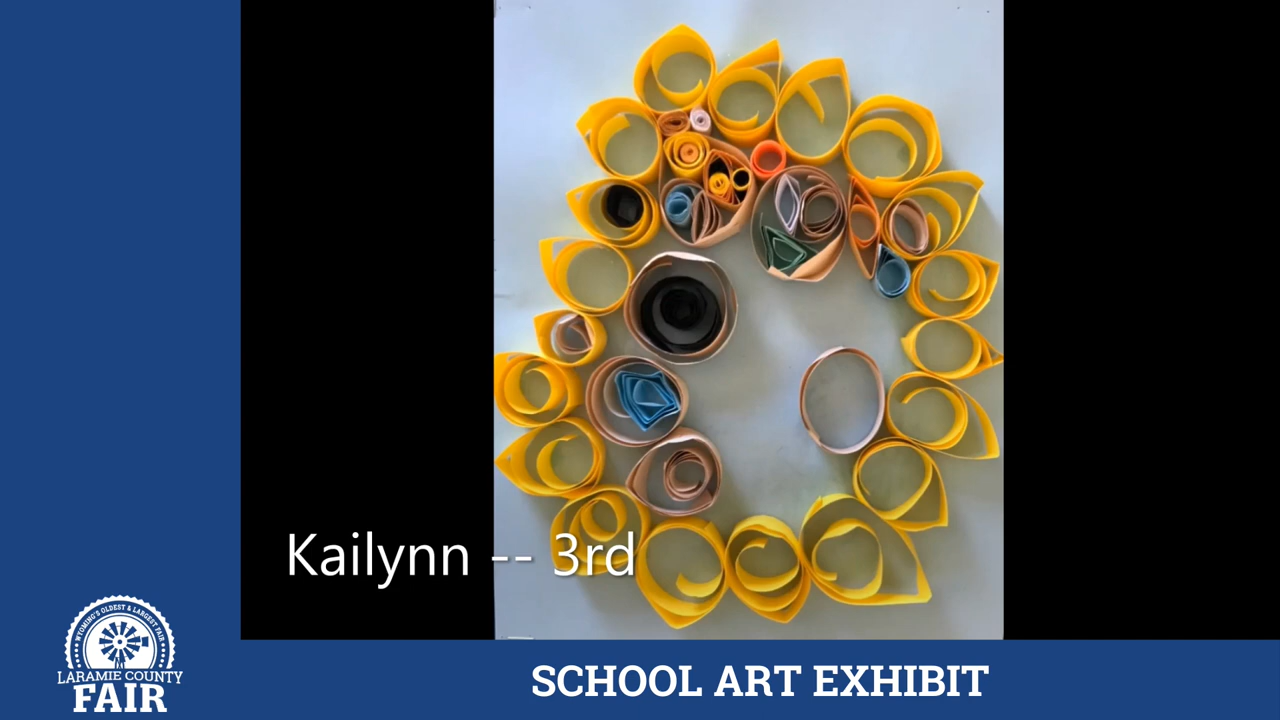 Kailynn -- 3rd
WYOMING'S OLDEST & LARGEST FAIR
LARAMIE COUNTY
FAIR
SCHOOL ART EXHIBIT